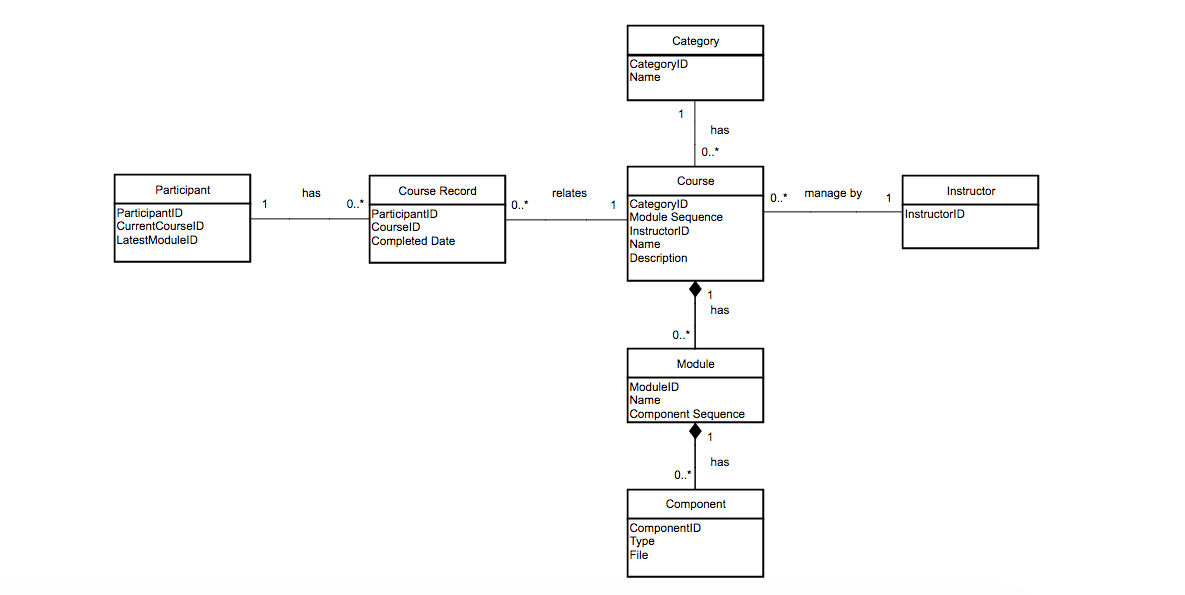 Category
CategoryID
Name
1
has
0..*
Participant
ParticipantID
CurrentCourseID
LatestModuleID
1
has
0..*
Course Record
ParticipantID
CourseID
Completed Date
0..*
relates
1
Course
CategoryID
Module Sequence
InstructorID
Name
Description
0..*
manage by
1
Instructor
InstructorID
1
has
0..*
Module
ModuleID
Name
Component Sequence
1
has
0..*
Component
ComponentID
Type
File